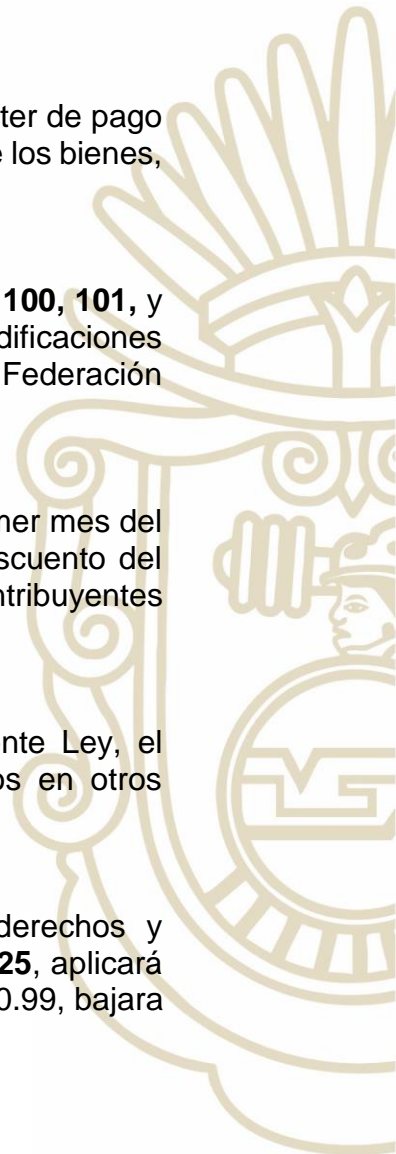 ter de pago
e los bienes,
100, 101, y
dificaciones
Federación
mer mes del
scuento del
ntribuyentes
nte Ley, el
os en otros
derechos y
25, aplicará
0.99, bajara